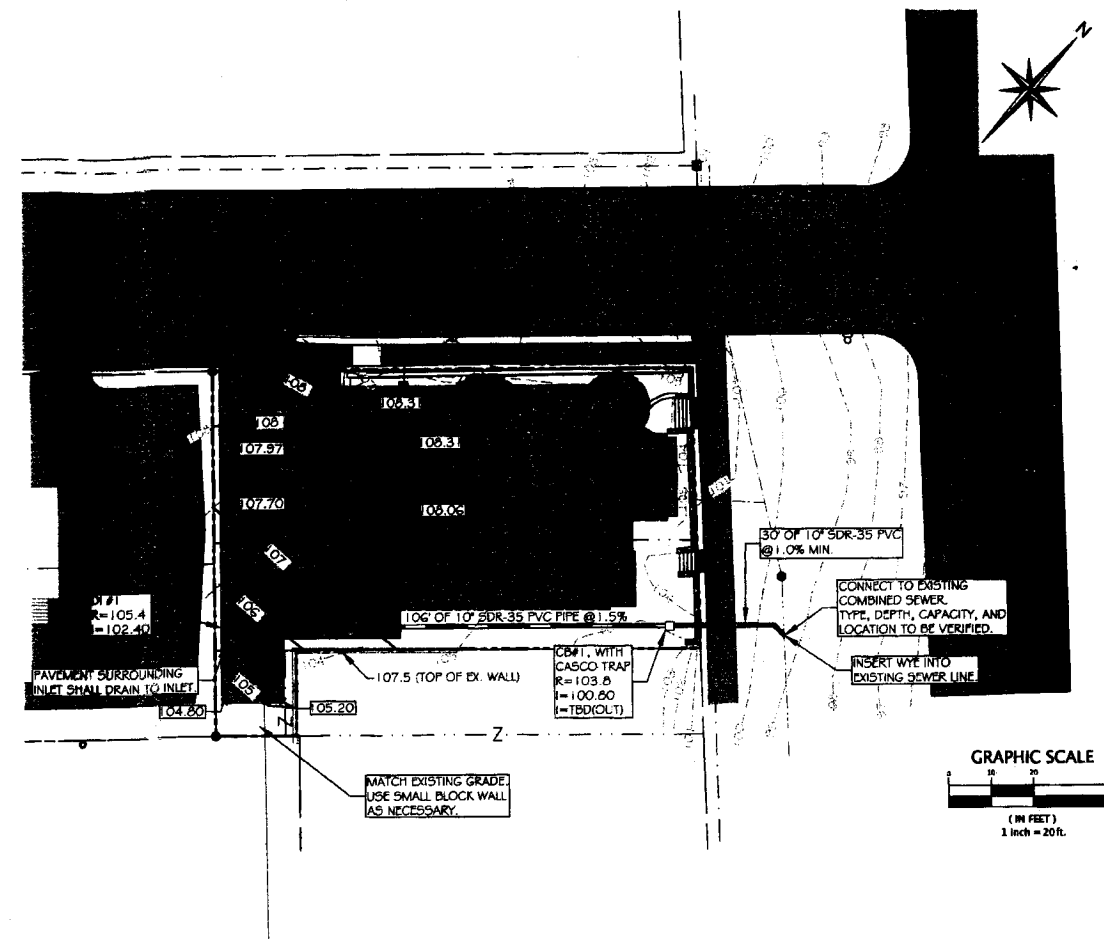 N
108
108.31
108
107.97
108.31
107.70
108.06
107
106
105
30' OF 10" SDR-35 PVC
@1.0% MIN.
R=105.4
I=102.40
106' OF 10" SDR-35 PVC PIPE @1.5%
CONNECT TO EXISTING
COMBINED SEWER.
TYPE, DEPTH, CAPACITY, AND
LOCATION TO BE VERIFIED.
PAVEMENT SURROUNDING
INLET SHALL DRAIN TO INLET.
107.5 (TOP OF EX. WALL)
CB#1, WITH
CASCO TRAP
R=103.8
I=100.80
I=TBD(OUT)
INSERT WYE INTO
EXISTING SEWER LINE.
104.80
105.20
Z
MATCH EXISTING GRADE.
USE SMALL BLOCK WALL
AS NECESSARY.
GRAPHIC SCALE
10 20
( IN FEET )
1 inch = 20 ft.